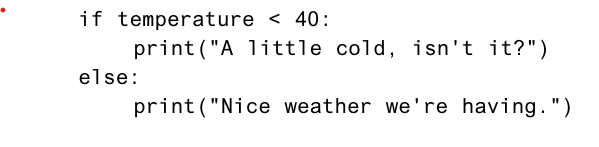 if temperature < 40:
    print("A little cold, isn't it?")
else:
    print("Nice weather we're having.")